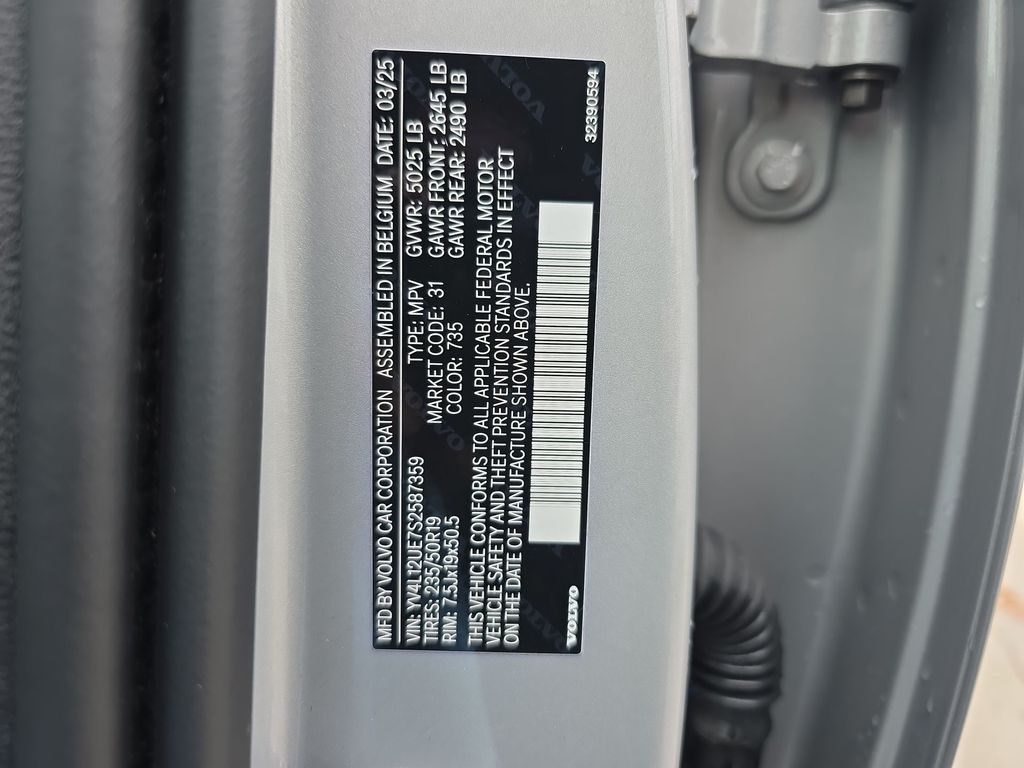 MFD BY VOLVO CAR CORPORATION ASSEMBLED IN BELGIUM DATE: 03/25
VIN: YV4L12UE7S2587359 TYPE: MPV GVWR: 5025 LB
TIRES: 235/50R19 MARKET CODE: 31 GAWR FRONT: 2645 LB
RIM: 7.5Jx19x50.5 COLOR: 735 GAWR REAR: 2490 LB
THIS VEHICLE CONFORMS TO ALL APPLICABLE FEDERAL MOTOR
VEHICLE SAFETY AND THEFT PREVENTION STANDARDS IN EFFECT
ON THE DATE OF MANUFACTURE SHOWN ABOVE.
VOLVO 32390594